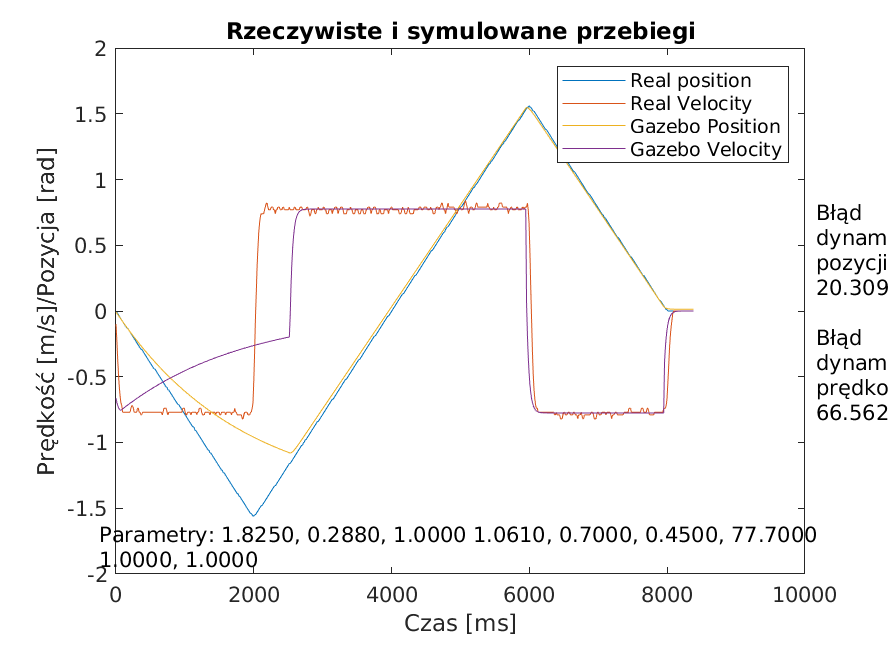 Rzeczywiste i symulowane przebiegi
2
1.5
1
0.5
0
-0.5
-1
-1.5
-2
Prędkość [m/s]/Pozycja [rad]
Real position
Real Velocity
Gazebo Position
Gazebo Velocity
Błąd
dynam
pozycji
20.309
Błąd
dynam
prędko
66.562
Parametry: 1.8250, 0.2880, 1.0000 1.0610, 0.7000, 0.4500, 77.7000
1.0000, 1.0000
0 2000 4000 6000 8000 10000
Czas [ms]